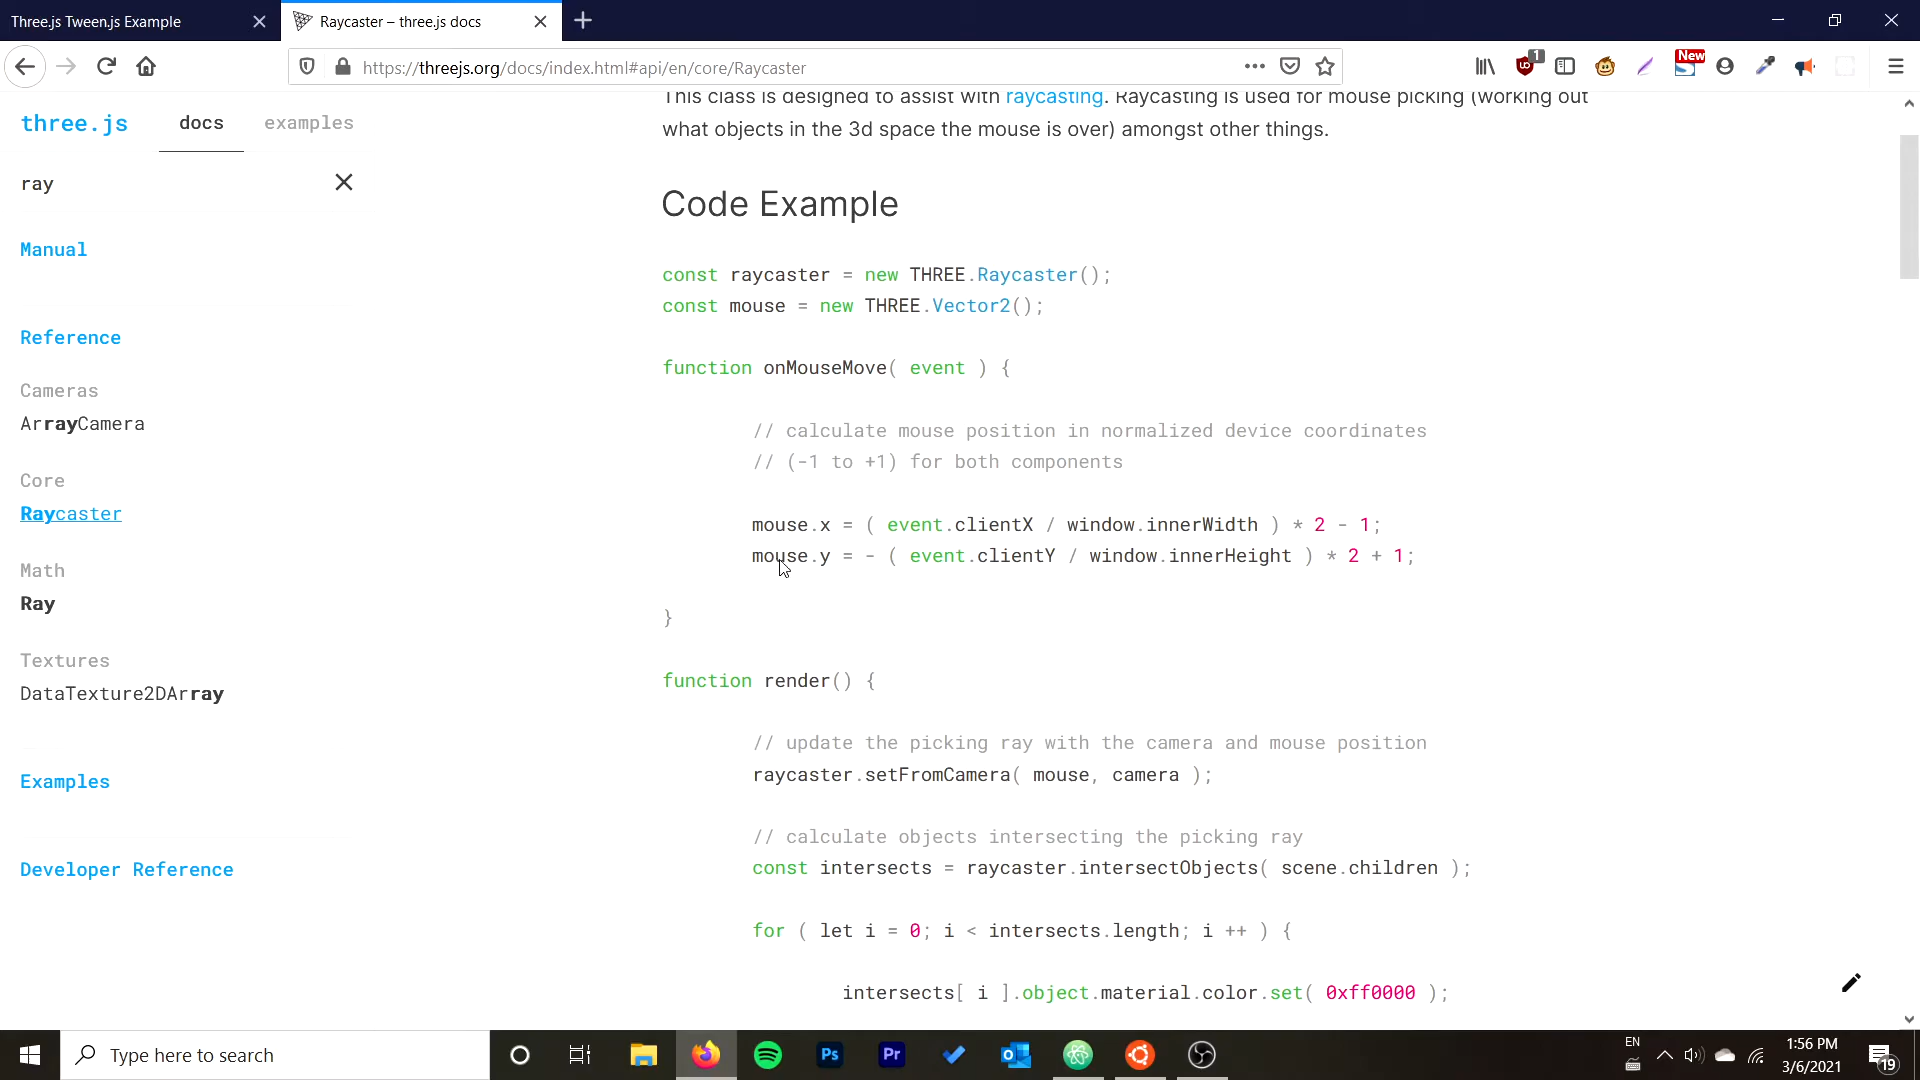 Three.js Tween.js Example
Raycaster – three.js docs
https://threejs.org/docs/index.html#api/en/core/Raycaster
1
New
three.js
docs
examples
ray
Manual
Reference
Cameras
ArrayCamera
Core
Raycaster
Math
Ray
Textures
DataTexture2DArray
Examples
Developer Reference
This class is designed to assist with raycasting. Raycasting is used for mouse picking (working out
what objects in the 3d space the mouse is over) amongst other things.
Code Example
const raycaster = new THREE.Raycaster();
const mouse = new THREE.Vector2();
function onMouseMove( event ) {
// calculate mouse position in normalized device coordinates
// (-1 to +1) for both components
mouse.x = ( event.clientX / window.innerWidth ) * 2 - 1;
mouse.y = - ( event.clientY / window.innerHeight ) * 2 + 1;
}
function render() {
// update the picking ray with the camera and mouse position
raycaster.setFromCamera( mouse, camera );
// calculate objects intersecting the picking ray
const intersects = raycaster.intersectObjects( scene.children );
for ( let i = 0; i < intersects.length; i ++ ) {
intersects[ i ].object.material.color.set( 0xff0000 );
Type here to search
Ps
Pr
EN
1:56 PM
3/6/2021
19